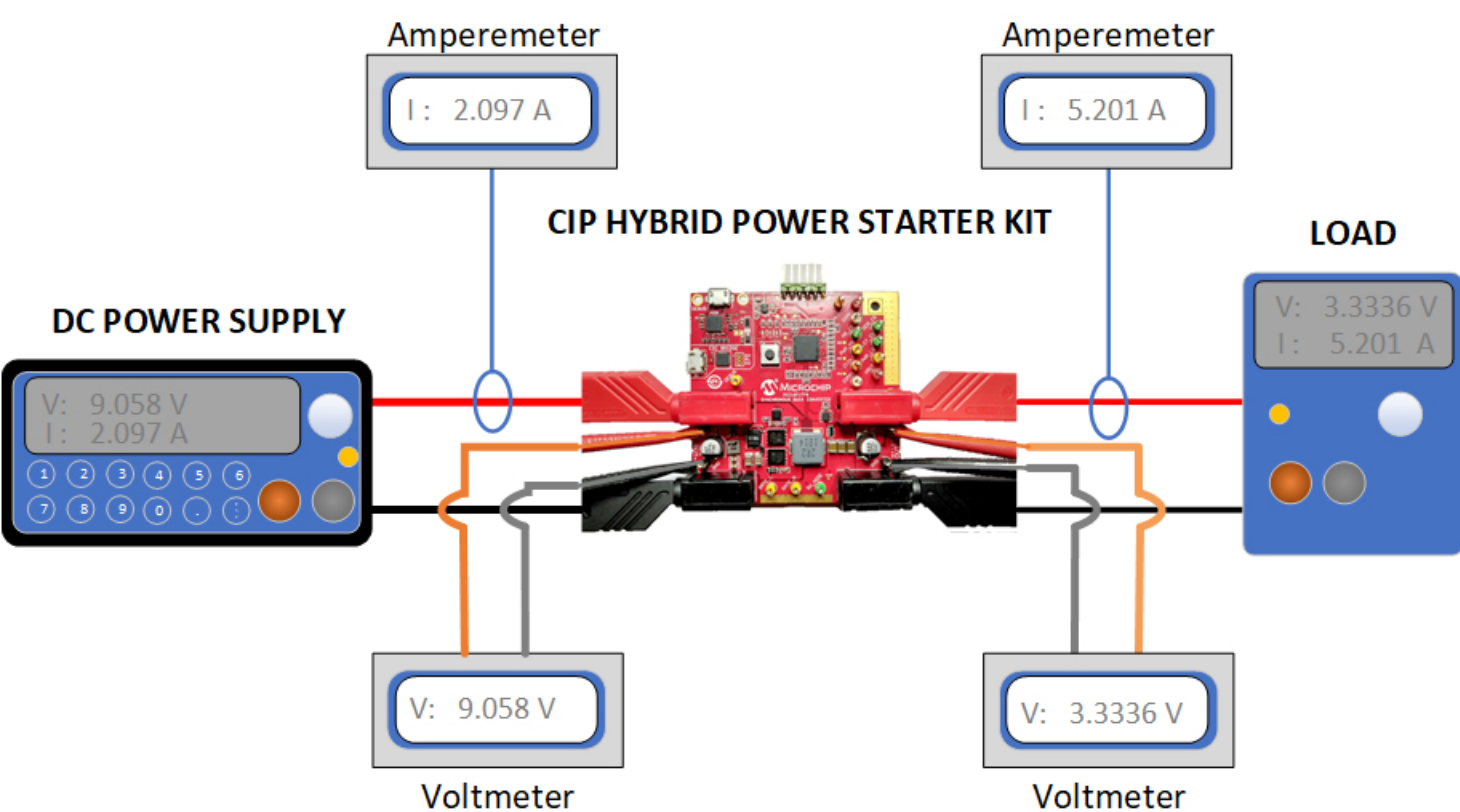 Amperemeter
I : 2.097 A
Amperemeter
I : 5.201 A
CIP HYBRID POWER STARTER KIT
LOAD
V: 3.3336 V
I : 5.201 A
DC POWER SUPPLY
V: 9.058 V
I : 2.097 A
1 2 3 4 5 6
7 8 9 0 . :
MICROCHIP
V: 9.058 V
Voltmeter
V: 3.3336 V
Voltmeter